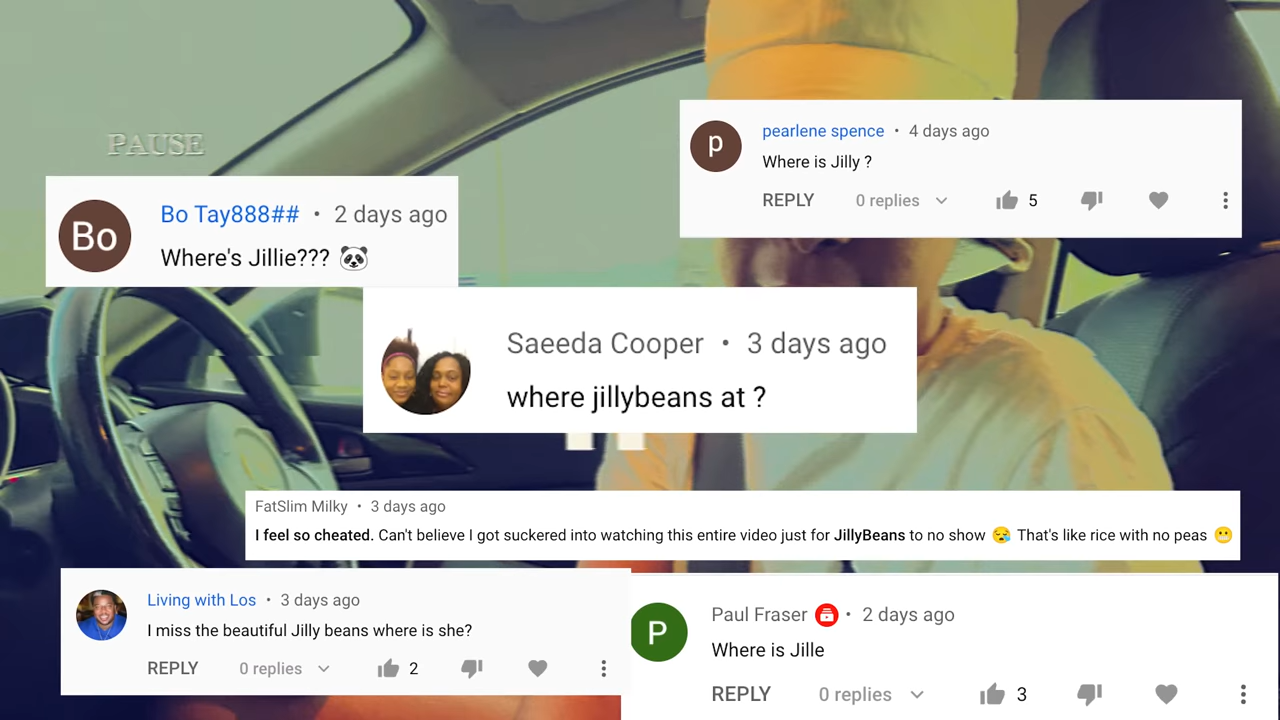 PAUSE
p
pearlene spence • 4 days ago
Where is Jilly ?
REPLY 0 replies 5
Bo
Bo Tay888## • 2 days ago
Where's Jillie??? 🐼
Saeeda Cooper • 3 days ago
where jillybeans at ?
FatSlim Milky • 3 days ago
I feel so cheated. Can't believe I got suckered into watching this entire video just for JillyBeans to no show 😪 That's like rice with no peas 😬
Living with Los • 3 days ago
I miss the beautiful Jilly beans where is she?
REPLY 0 replies 2
P
Paul Fraser • 2 days ago
Where is Jille
REPLY 0 replies 3